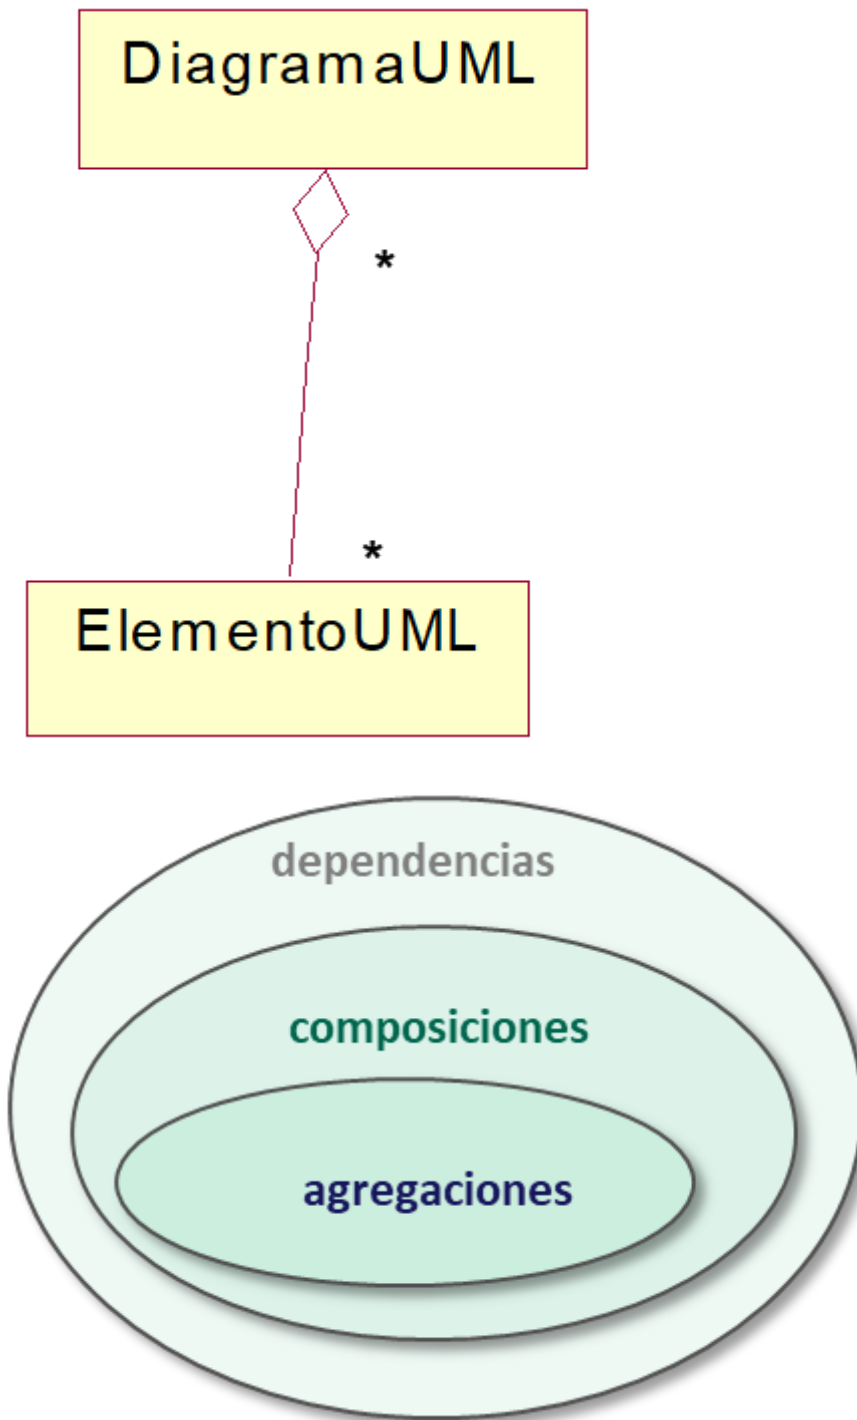 DiagramaUML
*
*
ElementoUML
dependencias
composiciones
agregaciones